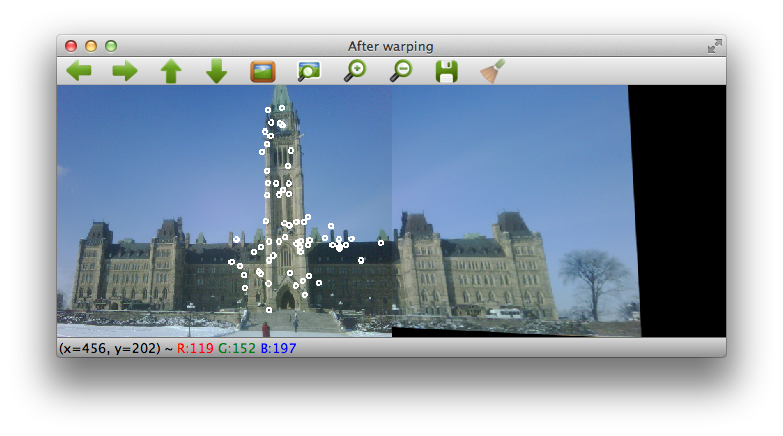 After warping
(x=456, y=202) ~ R:119 G:152 B:197